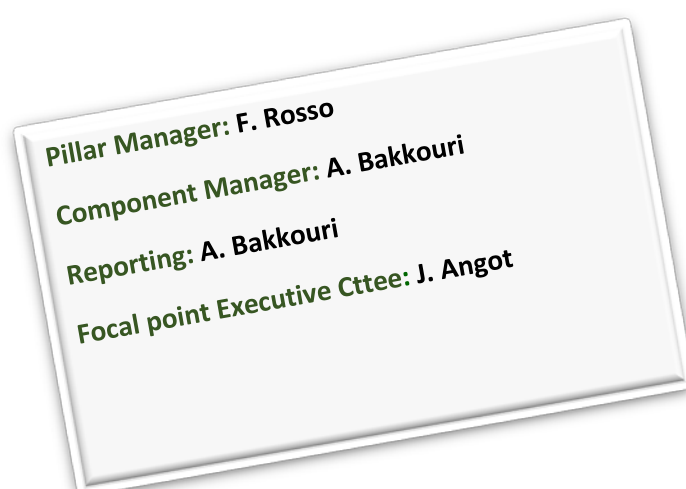 Pillar Manager: F. Rosso
Component Manager: A. Bakkouri
Reporting: A. Bakkouri
Focal point Executive Cttee: J. Angot